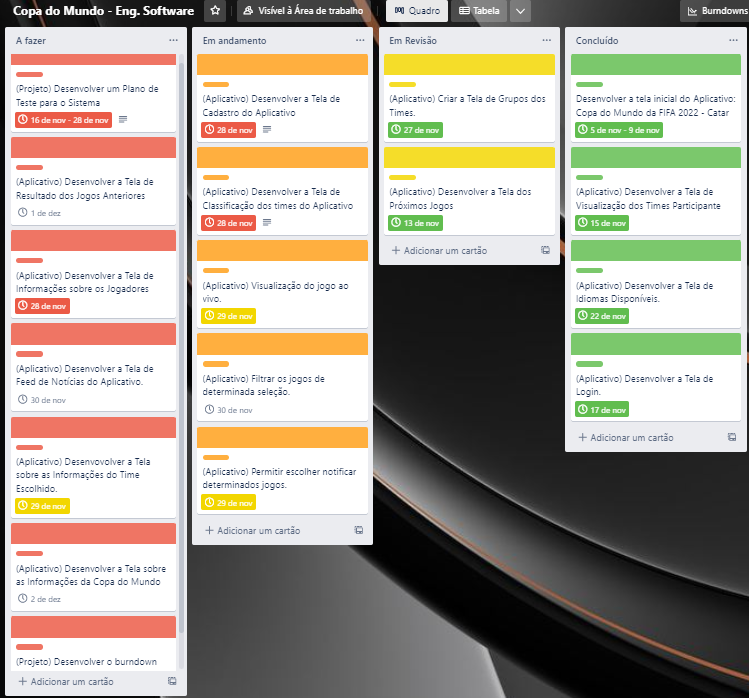 Copa do Mundo - Eng. Software
Visível à Área de trabalho
Quadro
Tabela
Burndowns
A fazer
(Projeto) Desenvolver um Plano de
Teste para o Sistema
16 de nov - 28 de nov
(Aplicativo) Desenvolver a Tela de
Resultado dos Jogos Anteriores
1 de dez
(Aplicativo) Desenvolver a Tela de
Informações sobre os Jogadores
28 de nov
(Aplicativo) Desenvolver a Tela de
Feed de Notícias do Aplicativo.
30 de nov
(Aplicativo) Desenvovolver a Tela
sobre as Informações do Time
Escolhido.
29 de nov
(Aplicativo) Desenvolver a Tela sobre
as Informações da Copa do Mundo
2 de dez
(Projeto) Desenvolver o burndown
Adicionar um cartão
Em andamento
(Aplicativo) Desenvolver a Tela de
Cadastro do Aplicativo
28 de nov
(Aplicativo) Desenvolver a Tela de
Classificação dos times do Aplicativo
28 de nov
(Aplicativo) Visualização do jogo ao
vivo.
29 de nov
(Aplicativo) Filtrar os jogos de
determinada seleção.
30 de nov
(Aplicativo) Permitir escolher notificar
determinados jogos.
29 de nov
Adicionar um cartão
Em Revisão
(Aplicativo) Criar a Tela de Grupos dos
Times.
27 de nov
(Aplicativo) Desenvolver a Tela dos
Próximos Jogos
13 de nov
Adicionar um cartão
Concluído
Desenvolver a tela inicial do Aplicativo:
Copa do Mundo da FIFA 2022 - Catar
5 de nov - 9 de nov
(Aplicativo) Desenvolver a Tela de
Visualização dos Times Participante
15 de nov
(Aplicativo) Desenvolver a Tela de
Idiomas Disponíveis.
22 de nov
(Aplicativo) Desenvolver a Tela de
Login.
17 de nov
Adicionar um cartão